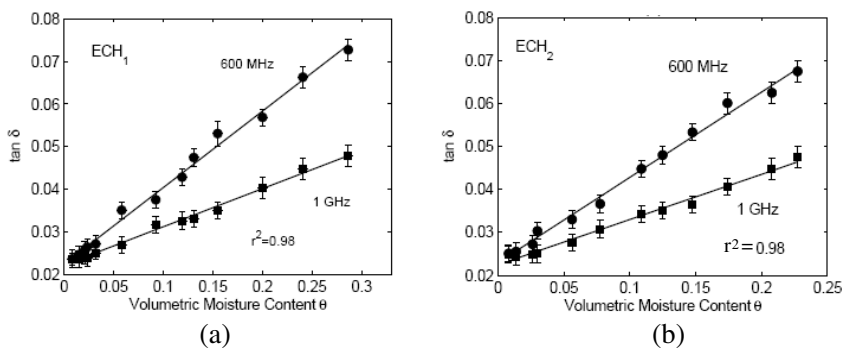 0.08
0.07
0.06
0.05
0.04
0.03
0.02
tan δ
ECH1
600 MHz
1 GHz
r²=0.98
0 0.05 0.1 0.15 0.2 0.25 0.3
Volumetric Moisture Content θ
(a)
0.08
0.07
0.06
0.05
0.04
0.03
0.02
tan δ
ECH2
600 MHz
1 GHz
r² = 0.98
0 0.05 0.1 0.15 0.2 0.25
Volumetric Moisture Content θ
(b)